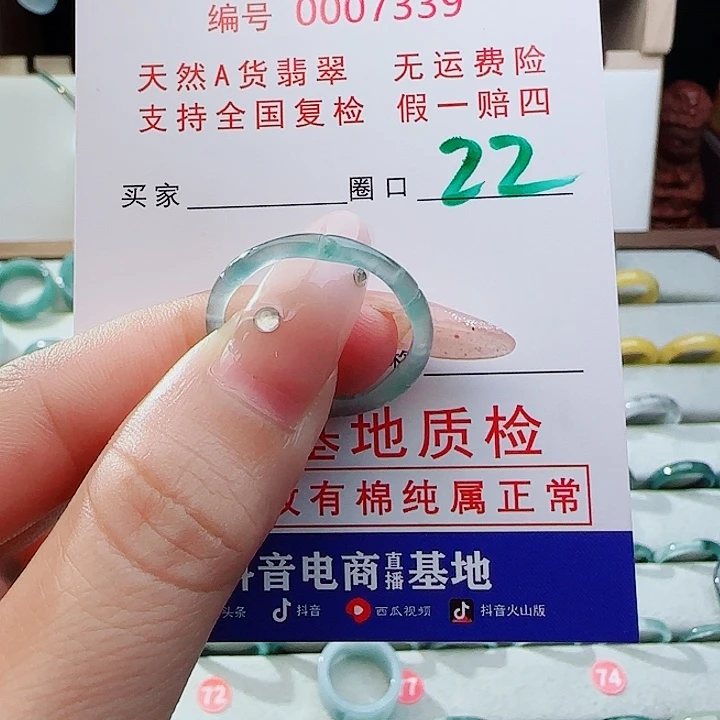 编号 0007339
天然A货翡翠 无运费险
支持全国复检 假一赔四
买家 圈口 22
基地质检
有棉纯属正常
抖音电商直播基地
头条 抖音 西瓜视频 抖音火山版
72 77 74